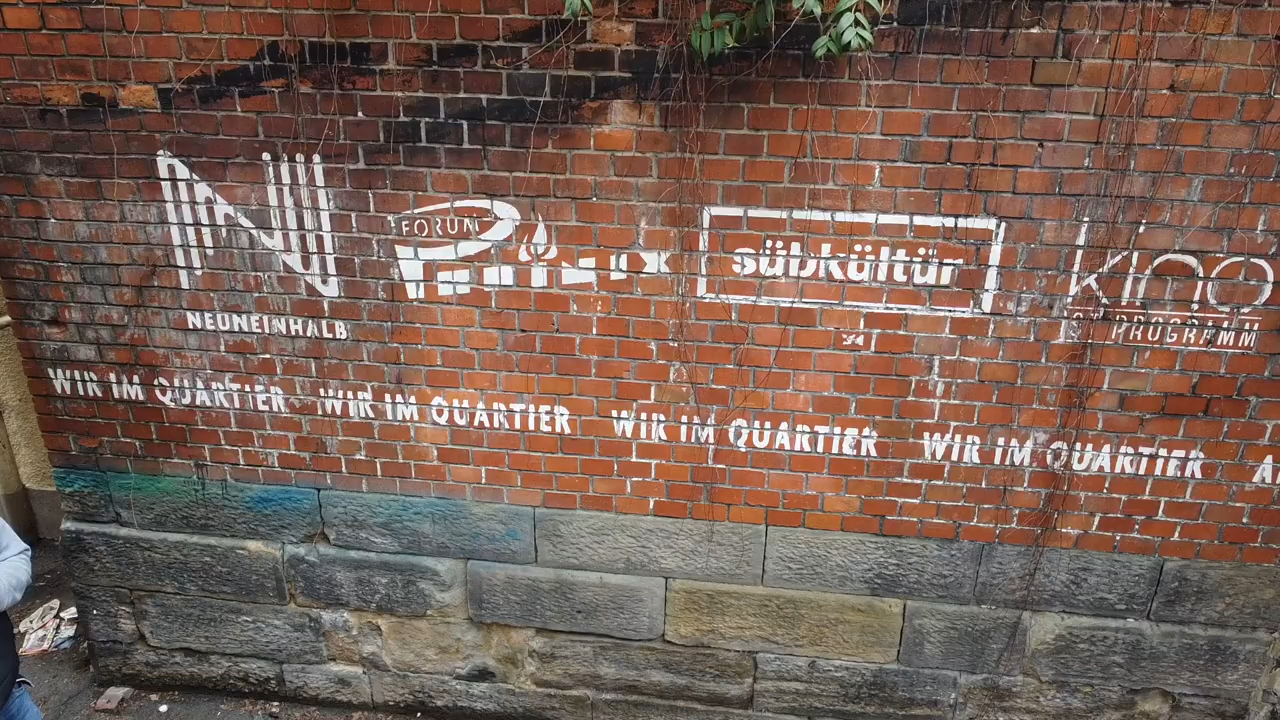 NEUNEINHALB
FORUM
sübkültür
kino
PROGRAMM
WIR IM QUARTIER WIR IM QUARTIER WIR IM QUARTIER WIR IM QUARTIER